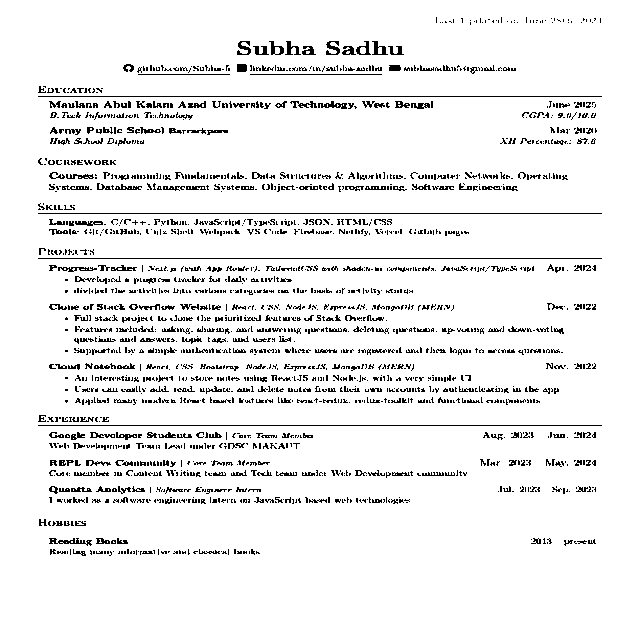 Last Updated on June 28th, 2024
Subha Sadhu
github.com/Subha-5 linkedin.com/in/subha-sadhu subhasadhu84@gmail.com
Education
Maulana Abul Kalam Azad University of Technology, West Bengal June 2025
B.Tech Information Technology CGPA: 9.0/10.0
Army Public School Barrackpore Mar 2020
High School Diploma XII Percentage: 87.6
Coursework
Courses: Programming Fundamentals, Data Structures & Algorithms, Computer Networks, Operating
Systems, Database Management Systems, Object-orinted programming, Software Engineering
Skills
Languages: C/C++, Python, JavaScript/TypeScript, JSON, HTML/CSS
Tools: Git/GitHub, Unix Shell, Webpack, VS Code, Firebase, Netlify, Vercel, Github pages
Projects
Progress-Tracker | Next.js (with App Router), TailwindCSS with shadcn-ui components, JavaScript/TypeScript Apr. 2024
• Developed a progress tracker for daily activities
• divided the activities into various categories on the basis of activity status
Clone of Stack Overflow Website | React, CSS, NodeJS, ExpressJS, MongoDB (MERN) Dec. 2022
• Full stack project to clone the prioritized features of Stack Overflow.
• Features included: asking, sharing, and answering questions, deleting questions, up-voting and down-voting
questions and answers, topic tags, and users list.
• Supported by a simple authentication system where users are registered and then login to access questions.
Cloud Notebook | React, CSS, Bootstrap, NodeJS, ExpressJS, MongoDB (MERN) Nov. 2022
• An interesting project to store notes using ReactJS and Node.js, with a very simple UI
• Users can easily add, read, update, and delete notes from their own accounts by authenticating in the app
• Applied many modern React based features like react-redux, redux-toolkit and functional components
Experience
Google Developer Students Club | Core Team Member Aug. 2023 – Jun. 2024
Web Development Team Lead under GDSC MAKAUT
REPL Devs Community | Core Team Member Mar. 2023 – May. 2024
Core member in Content Writing team and Tech team under Web Development community
Quantta Analytics | Software Engineer Intern Jul. 2023 – Sep. 2023
I worked as a software engineering intern on JavaScript based web technologies
Hobbies
Reading Books 2013 – present
Reading many informative and classical books